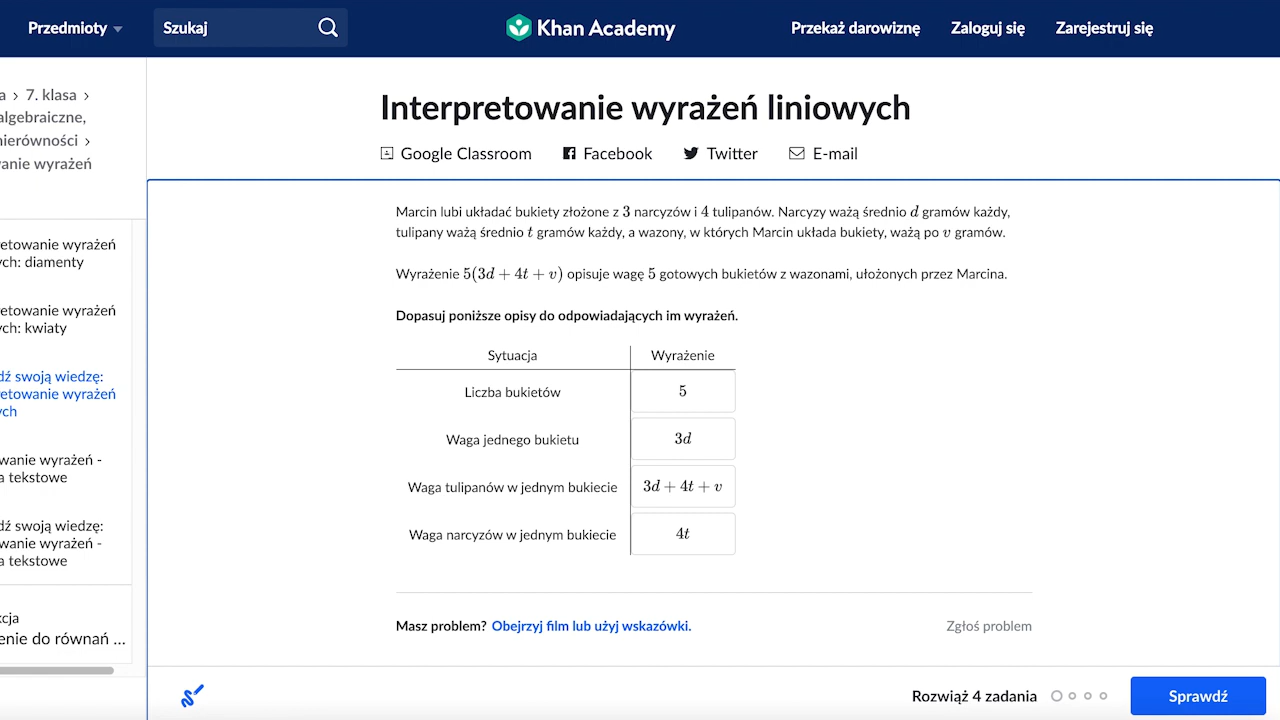 Przedmioty
Szukaj
Khan Academy
Przekaż darowiznę
Zaloguj się
Zarejestruj się
a > 7. klasa >
algebraiczne,
nierówności >
anie wyrażeń
etowanie wyrażeń
ych: diamenty
etowanie wyrażeń
ych: kwiaty
dź swoją wiedzę:
etowanie wyrażeń
ych
wanie wyrażeń -
a tekstowe
dź swoją wiedzę:
wanie wyrażeń -
a tekstowe
cja
enie do równań ...
Interpretowanie wyrażeń liniowych
Google Classroom Facebook Twitter E-mail
Marcin lubi układać bukiety złożone z 3 narcyzów i 4 tulipanów. Narcyzy ważą średnio d gramów każdy,
tulipany ważą średnio t gramów każdy, a wazony, w których Marcin układa bukiety, ważą po v gramów.
Wyrażenie 5(3d + 4t + v) opisuje wagę 5 gotowych bukietów z wazonami, ułożonych przez Marcina.
Dopasuj poniższe opisy do odpowiadających im wyrażeń.
Sytuacja Wyrażenie
Liczba bukietów 5
Waga jednego bukietu 3d
Waga tulipanów w jednym bukiecie 3d + 4t + v
Waga narcyzów w jednym bukiecie 4t
Masz problem? Obejrzyj film lub użyj wskazówki.
Zgłoś problem
Rozwiąż 4 zadania
Sprawdź